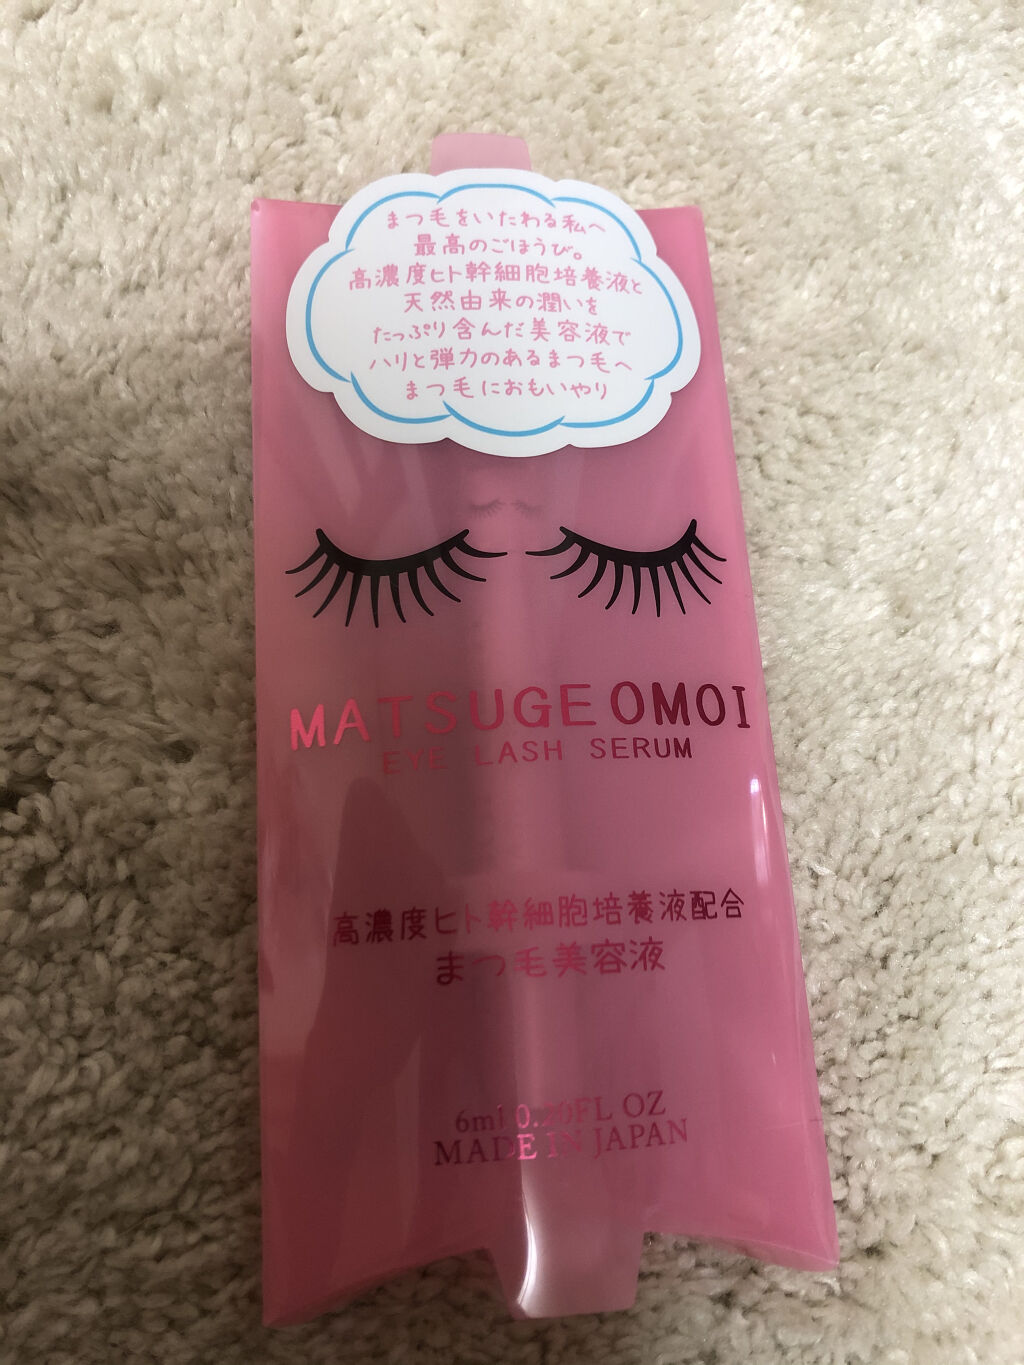 まつ毛をいたわる私へ
最高のごほうび。
高濃度ヒト幹細胞培養液と
天然由来の潤いを
たっぷり含んだ美容液で
ハリと弾力のあるまつ毛へ
まつ毛におもいやり
MATSUGE OMOI
EYE LASH SERUM
高濃度ヒト幹細胞培養液配合
まつ毛美容液
6ml 0.20FL OZ
MADE IN JAPAN